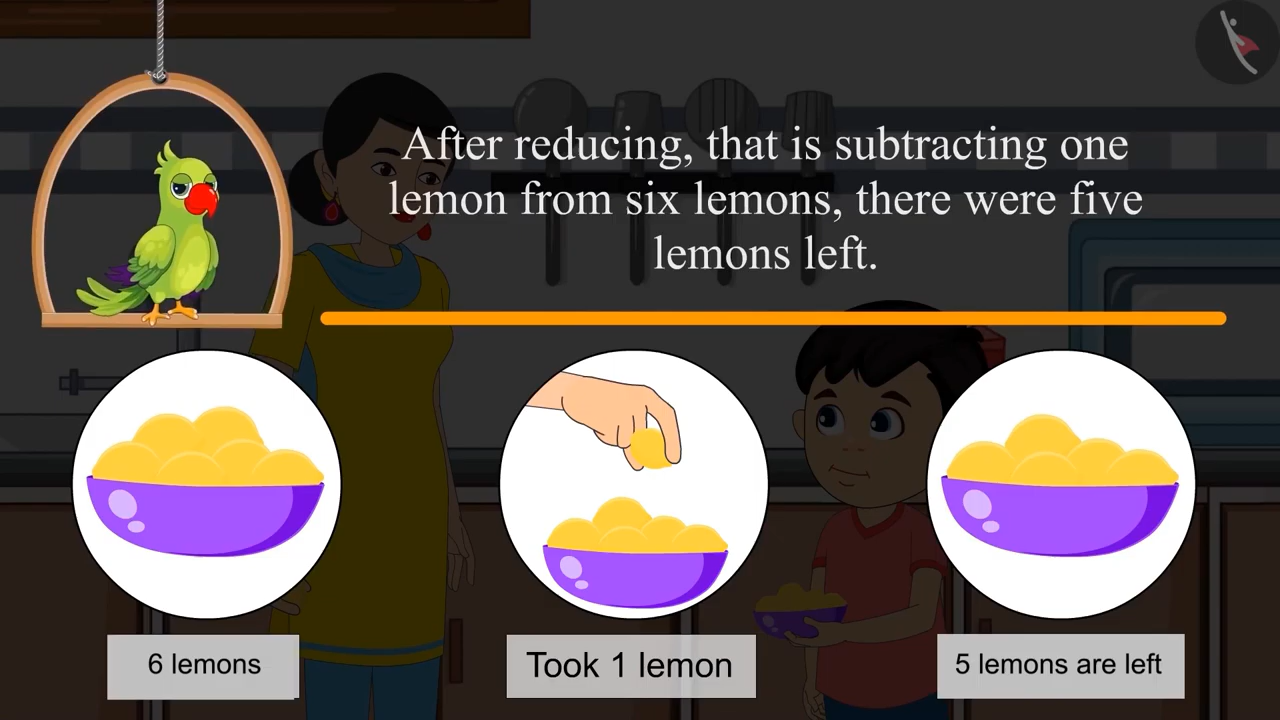 After reducing, that is subtracting one
lemon from six lemons, there were five
lemons left.
6 lemons
Took 1 lemon
5 lemons are left